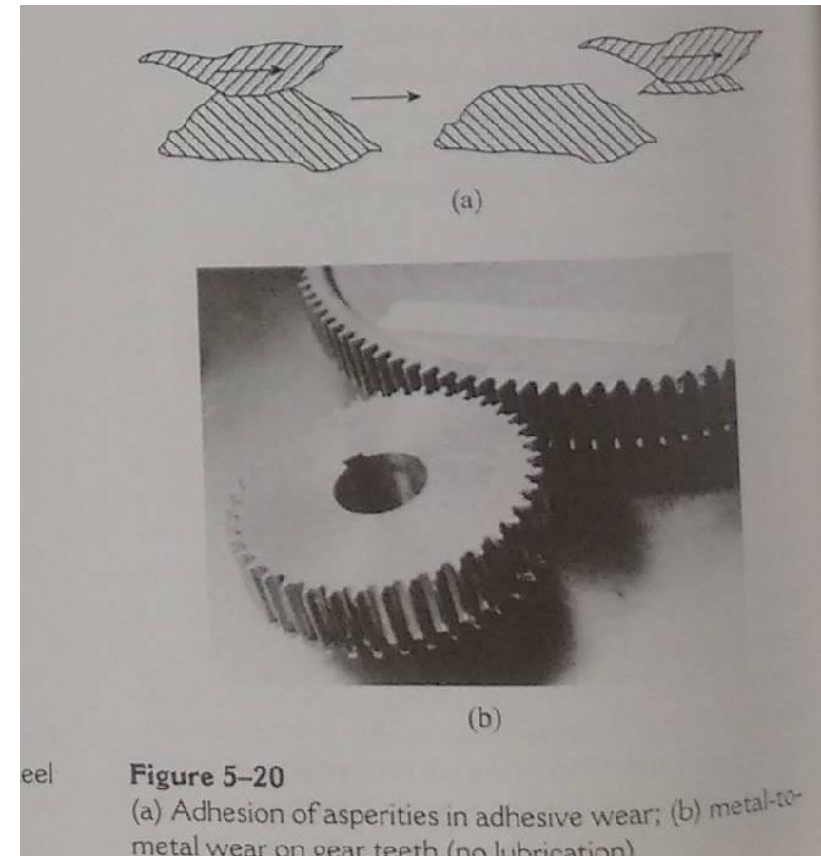 (a)
(b)
eel
Figure 5–20
(a) Adhesion of asperities in adhesive wear; (b) metal-to-
metal wear on gear teeth (no lubrication)